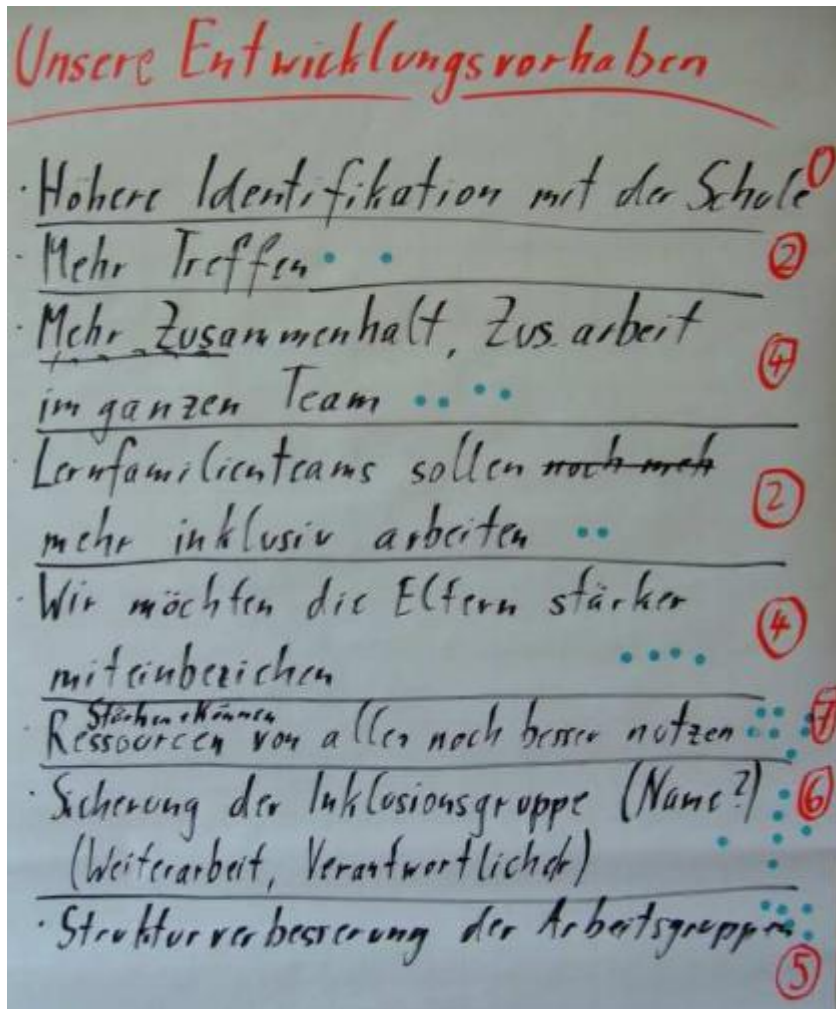 Unsere Entwicklungsvorhaben
· Höhere Identifikation mit der Schule 0
· Mehr Treffen 2
· Mehr Zusammenhalt, Zus.arbeit
im ganzen Team 4
· Lernfamilienteams sollen noch meh
mehr inklusiv arbeiten 2
· Wir möchten die Eltern stärker
miteinbeziehen 4
Stärken + Können
· Ressourcen von allen noch besser nutzen 7
· Sicherung der Inklusionsgruppe (Name?) 6
(Weiterarbeit, Verantwortlicher)
· Strukturverbesserung der Arbeitsgruppen
5